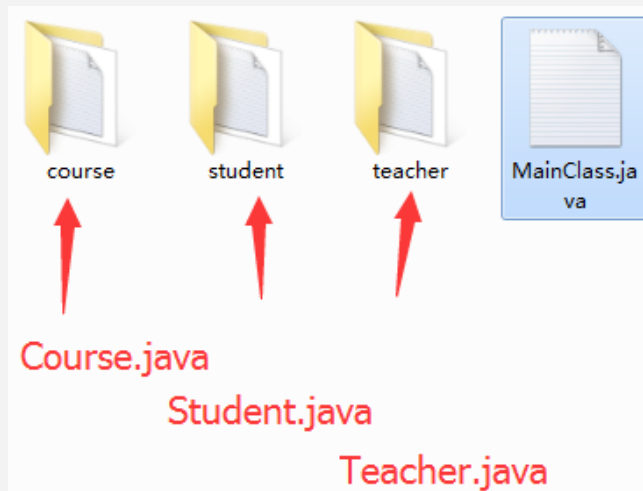 course
student
teacher
MainClass.ja
va
Course.java
Student.java
Teacher.java